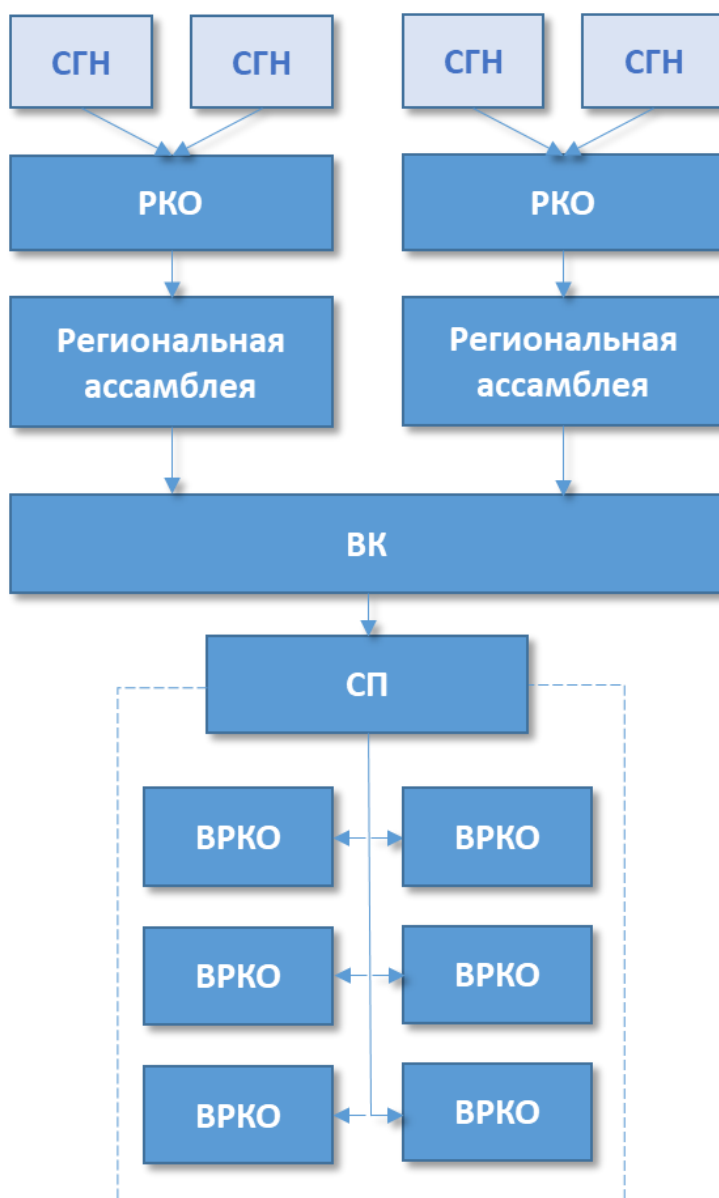 СГН
СГН
СГН
СГН
РКО
РКО
Региональная
ассамблея
Региональная
ассамблея
ВК
СП
ВРКО
ВРКО
ВРКО
ВРКО
ВРКО
ВРКО